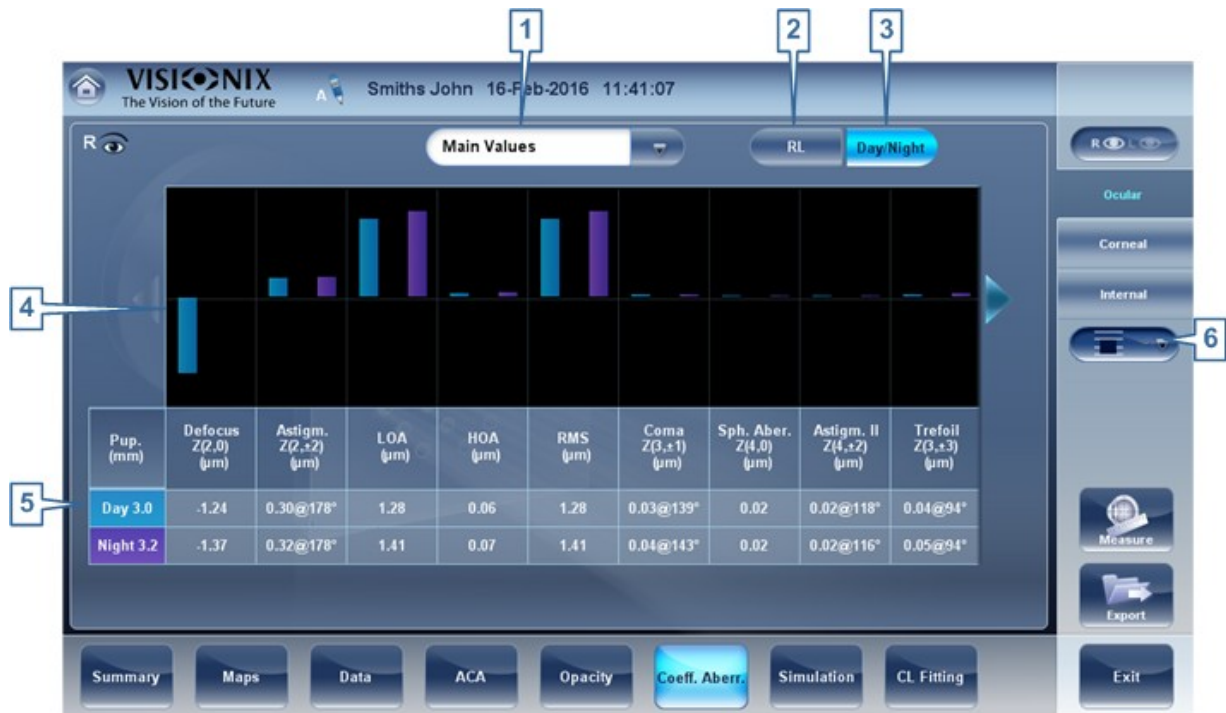 1 2 3
VISIONIX
The Vision of the Future
A Smiths John 16-Feb-2016 11:41:07
R Main Values RL Day/Night R L
Ocular
Corneal
Internal
4
6
Pup. (mm) Defocus Z(2,0) (μm) Astigm. Z(2,±2) (μm) LOA (μm) HOA (μm) RMS (μm) Coma Z(3,±1) (μm) Sph. Aber. Z(4,0) (μm) Astigm. II Z(4,±2) (μm) Trefoil Z(3,±3) (μm)
5 Day 3.0 -1.24 0.30@178° 1.28 0.06 1.28 0.03@139° 0.02 0.02@118° 0.04@94°
Night 3.2 -1.37 0.32@178° 1.41 0.07 1.41 0.04@143° 0.02 0.02@116° 0.05@94°
Measure
Export
Summary Maps Data ACA Opacity Coeff. Aberr. Simulation CL Fitting Exit